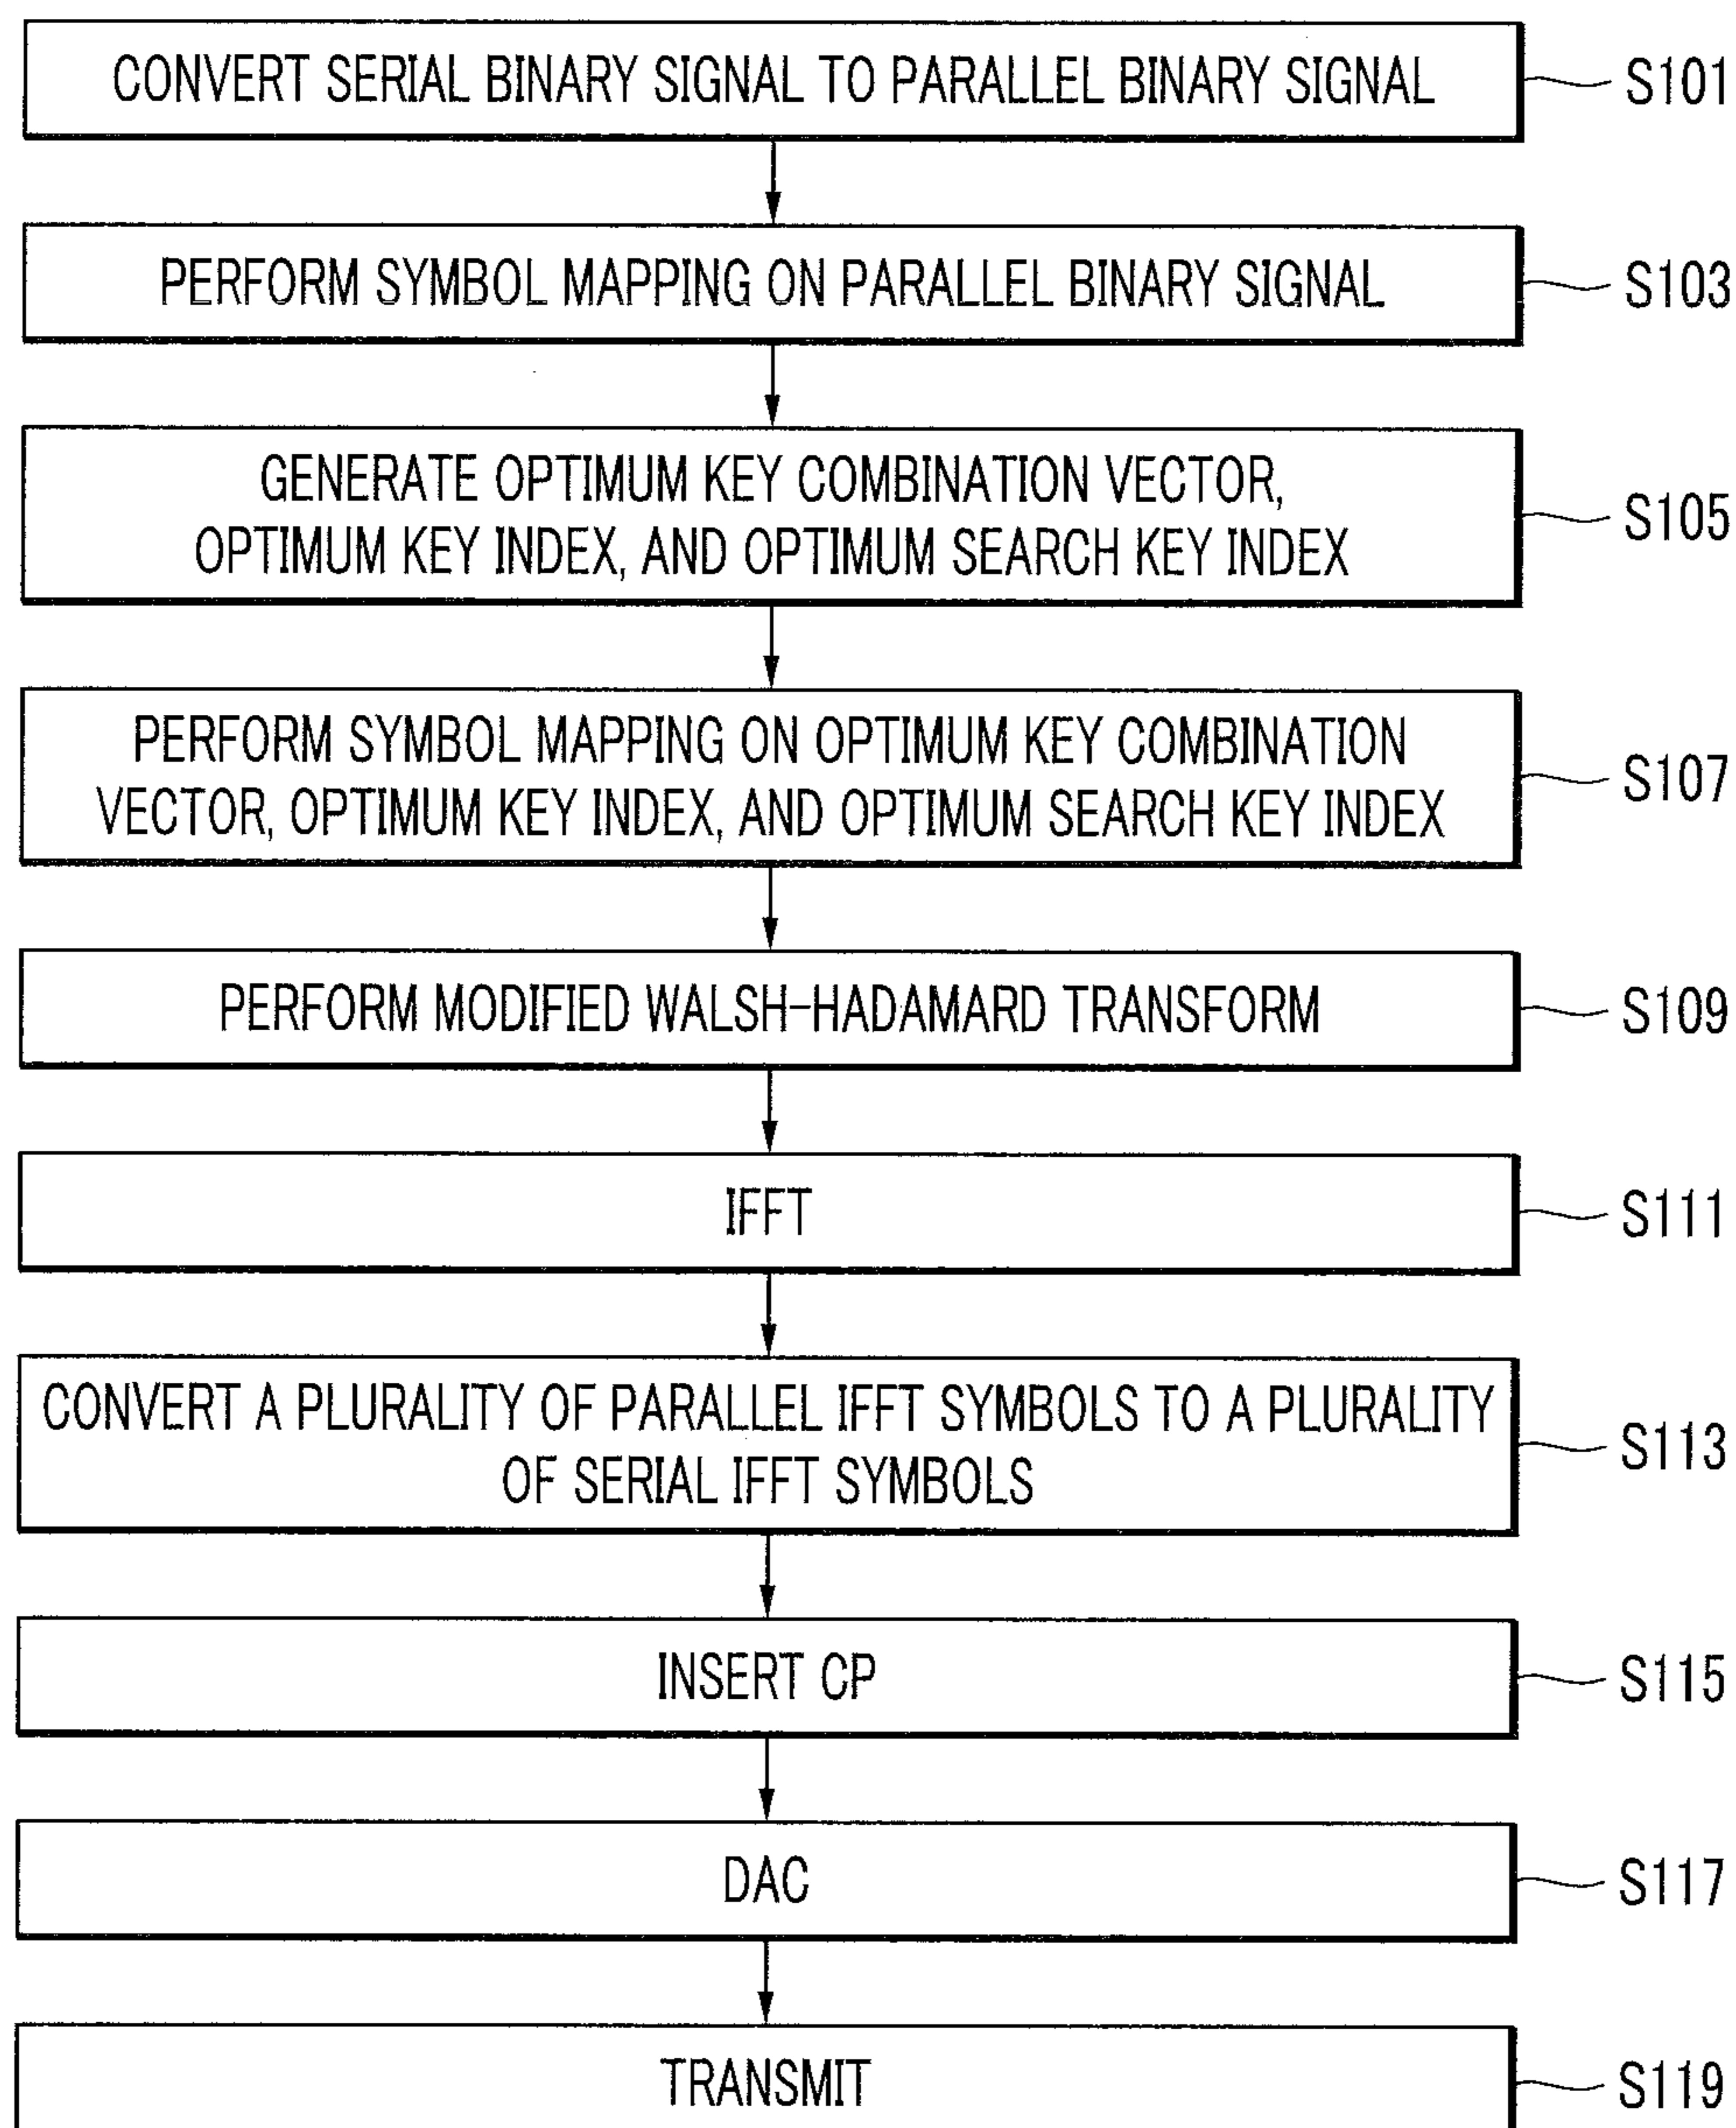 CONVERT SERIAL BINARY SIGNAL TO PARALLEL BINARY SIGNAL
S101
PERFORM SYMBOL MAPPING ON PARALLEL BINARY SIGNAL
S103
GENERATE OPTIMUM KEY COMBINATION VECTOR,
OPTIMUM KEY INDEX, AND OPTIMUM SEARCH KEY INDEX
S105
PERFORM SYMBOL MAPPING ON OPTIMUM KEY COMBINATION
VECTOR, OPTIMUM KEY INDEX, AND OPTIMUM SEARCH KEY INDEX
S107
PERFORM MODIFIED WALSH-HADAMARD TRANSFORM
S109
IFFT
S111
CONVERT A PLURALITY OF PARALLEL IFFT SYMBOLS TO A PLURALITY
OF SERIAL IFFT SYMBOLS
S113
INSERT CP
S115
DAC
S117
TRANSMIT
S119